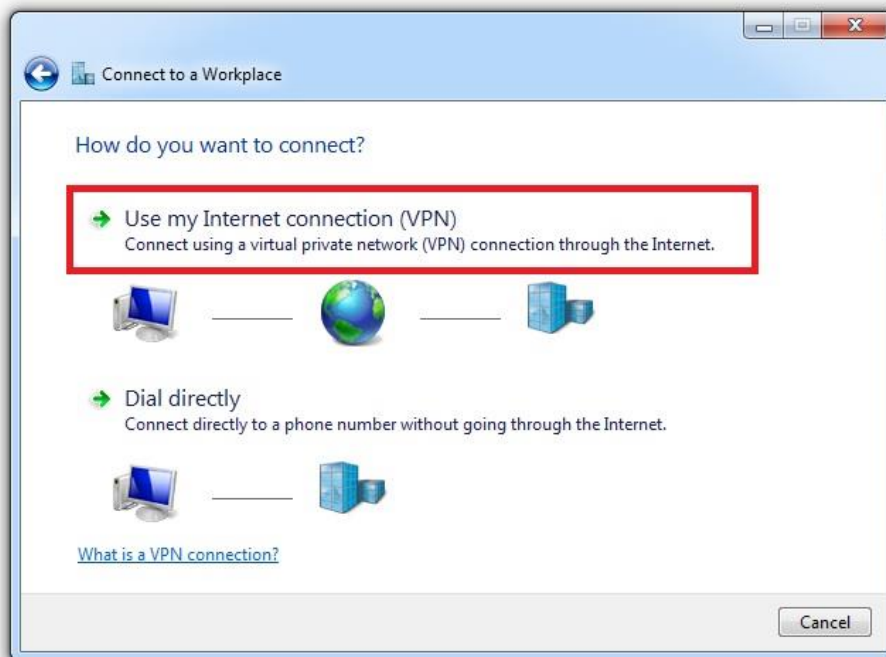 Connect to a Workplace
How do you want to connect?
Use my Internet connection (VPN)
Connect using a virtual private network (VPN) connection through the Internet.
Dial directly
Connect directly to a phone number without going through the Internet.
What is a VPN connection?
Cancel